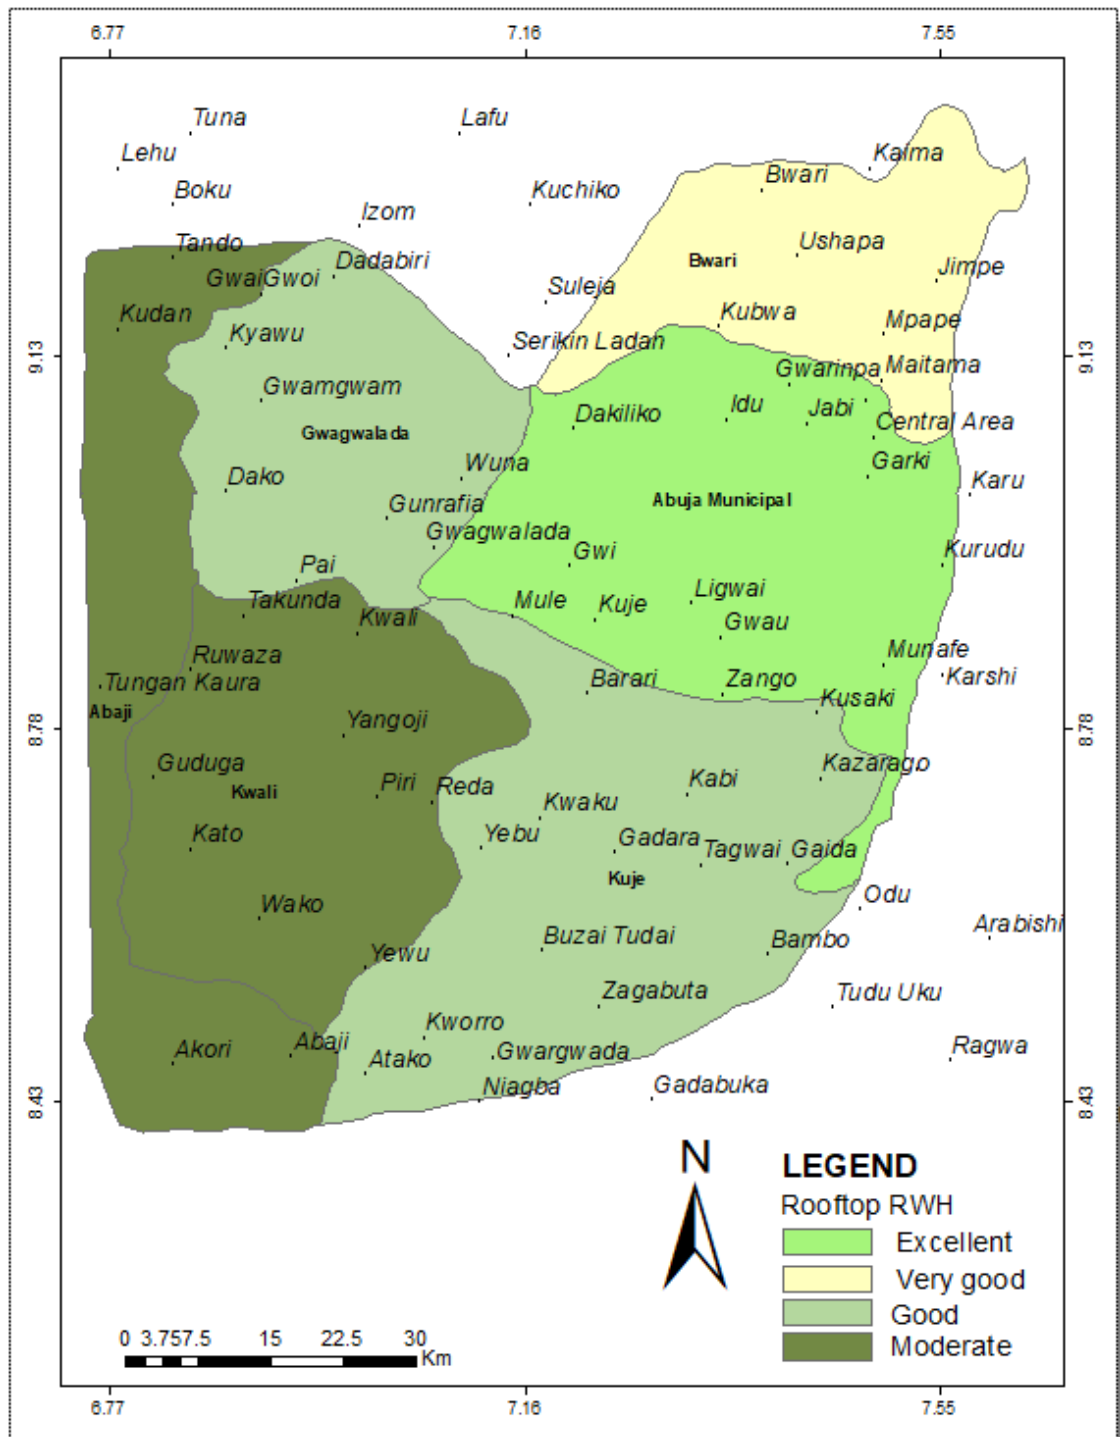 6.77 7.16 7.55
Tuna Lafu
Lehu Kaima
Boku Kuchiko Bwari
Izom
Tando Dadabiri Ushapa
Bwari
GwaiGwoi Suleja Jimpe
Kudan Kubwa Mpape
Kyawu Serikin Ladan
9.13 9.13
Gwamgwam Gwarinpa Maitama
Dakiliko Idu Jabi Central Area
Gwagwalada
Wuna Garki
Dako Karu
Gunrafia Abuja Municipal
Gwagwalada
Gwi Kurudu
Pai Ligwai
Takunda Mule Kuje
Kwali Gwau
Ruwaza Munafe
Tungan Kaura Barari Zango Karshi
Abaji Kusaki
Yangoji
8.78 8.78
Guduga Kazarago
Kwali Piri Reda Kabi
Kwaku
Kato Yebu Gadara Tagwai Gaida
Kuje
Wako Odu
Arabishi
Yewu Buzai Tudai Bambo
Zagabuta Tudu Uku
Kworro
Akori Abaji Atako Gwargwada Ragwa
Niagba Gadabuka
8.43 8.43
N
LEGEND
Rooftop RWH
Excellent
Very good
Good
Moderate
0 3.75 7.5 15 22.5 30
Km
6.77 7.16 7.55